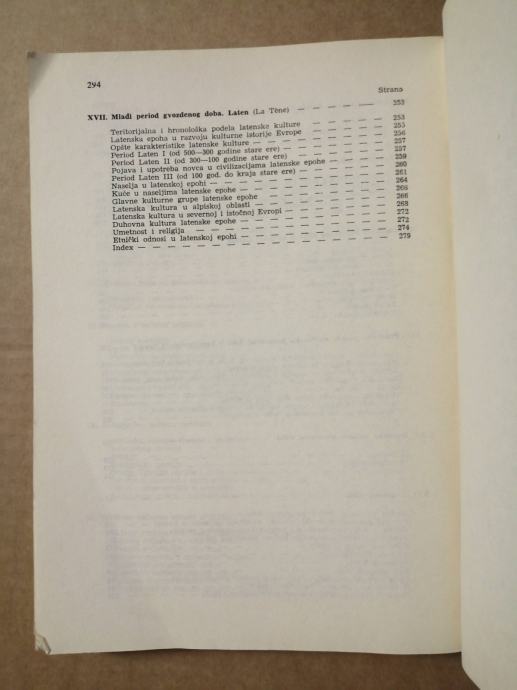 294
Strana
XVII. Mlađi period gvozdenog doba. Laten (La Tène) — — — — — 253
Teritorijalna i hronološka podela latenske kulture — — — — — 253
Latenska epoha u razvoju kulturne istorije Evrope — — — — — 255
Opšte karakteristike latenske kulture — — — — — — — — 256
Period Laten I (od 500—300 godine stare ere) — — — — — — 257
Period Laten II (od 300—100 godine stare ere) — — — — — — 257
Pojava i upotreba novca u civilizacijama latenske epohe — — — — 259
Period Laten III (od 100 god. do kraja stare ere) — — — — — 260
Naselja u latenskoj epohi — — — — — — — — — — 261
Kuće u naseljima latenske epohe — — — — — — — — 264
Glavne kulturne grupe latenske epohe — — — — — — — 266
Latenska kultura u alpiskoj oblasti — — — — — — — — 266
Latenska kultura u severnoj i istočnoj Evropi — — — — — — 268
Duhovna kultura latenske epohe — — — — — — — — 272
Umetnost i religija — — — — — — — — — — — 272
Etnički odnosi u latenskoj epohi — — — — — — — — — 274
Index — — — — — — — — — — — — — — 279